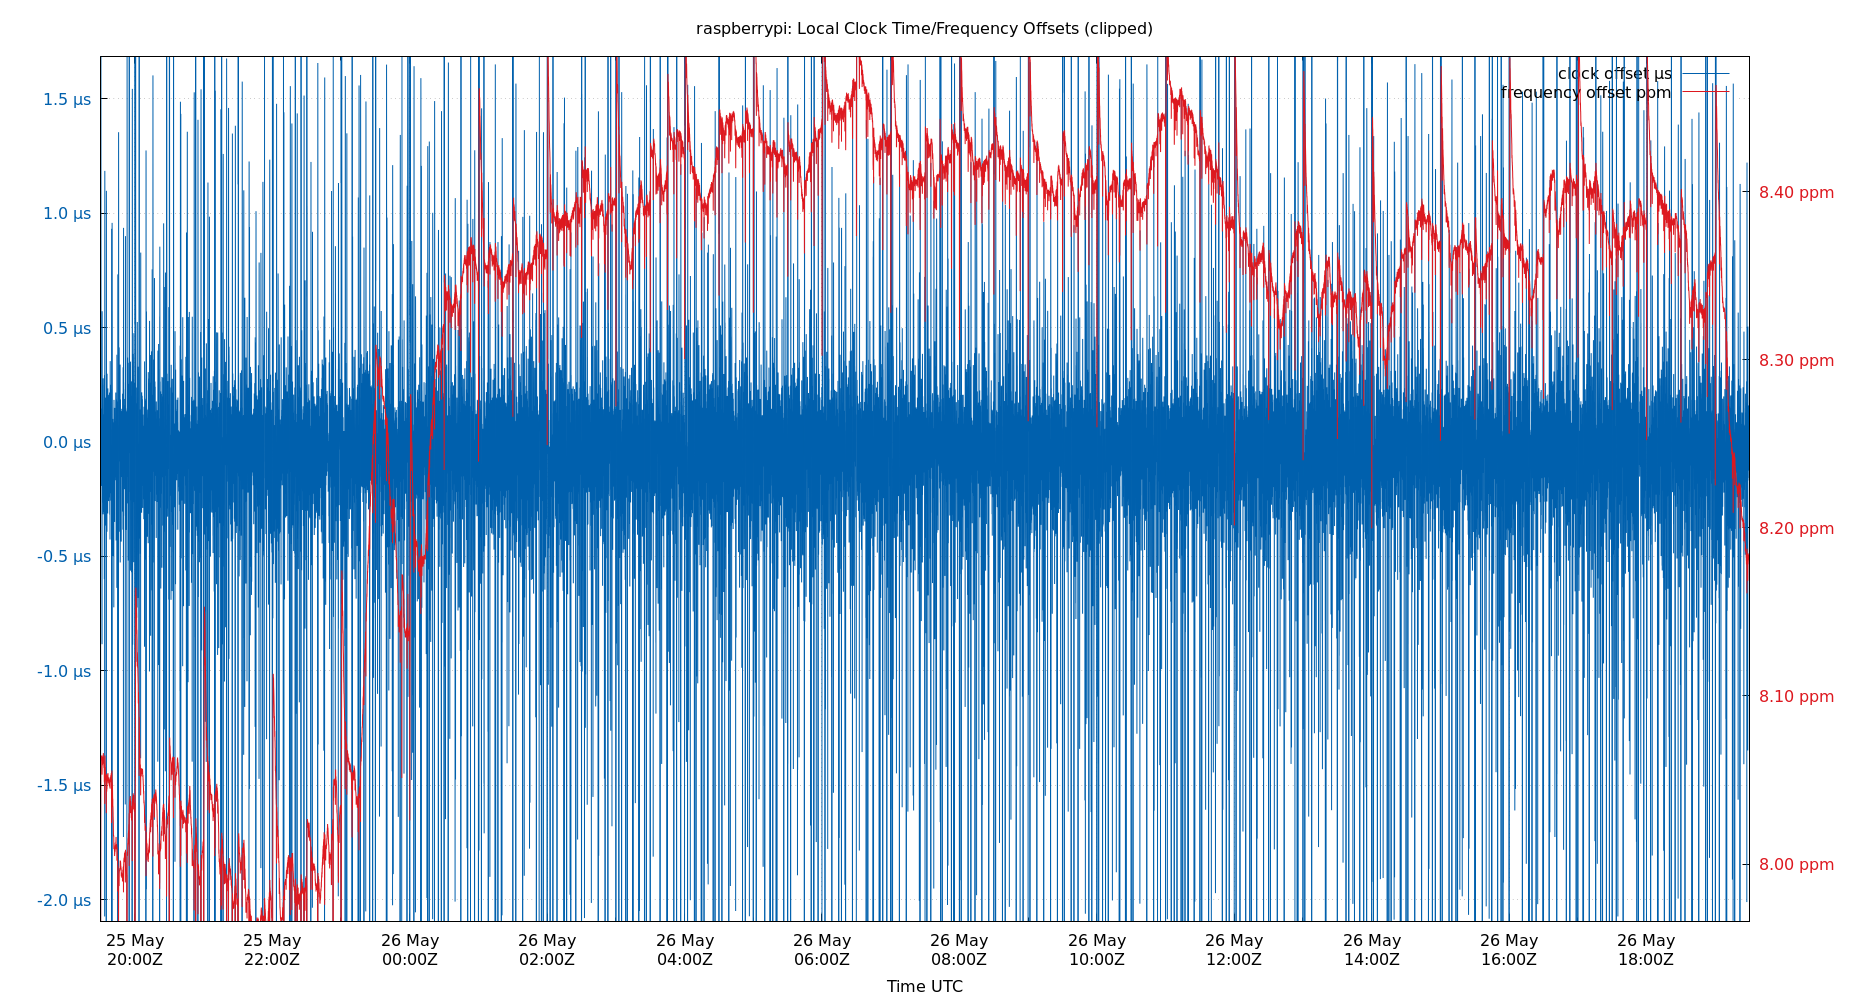 raspberrypi: Local Clock Time/Frequency Offsets (clipped)
clock offset µs
frequency offset ppm
1.5 µs
1.0 µs
0.5 µs
0.0 µs
-0.5 µs
-1.0 µs
-1.5 µs
-2.0 µs
8.40 ppm
8.30 ppm
8.20 ppm
8.10 ppm
8.00 ppm
25 May 25 May 26 May 26 May 26 May 26 May 26 May 26 May 26 May 26 May 26 May 26 May
20:00Z 22:00Z 00:00Z 02:00Z 04:00Z 06:00Z 08:00Z 10:00Z 12:00Z 14:00Z 16:00Z 18:00Z
Time UTC